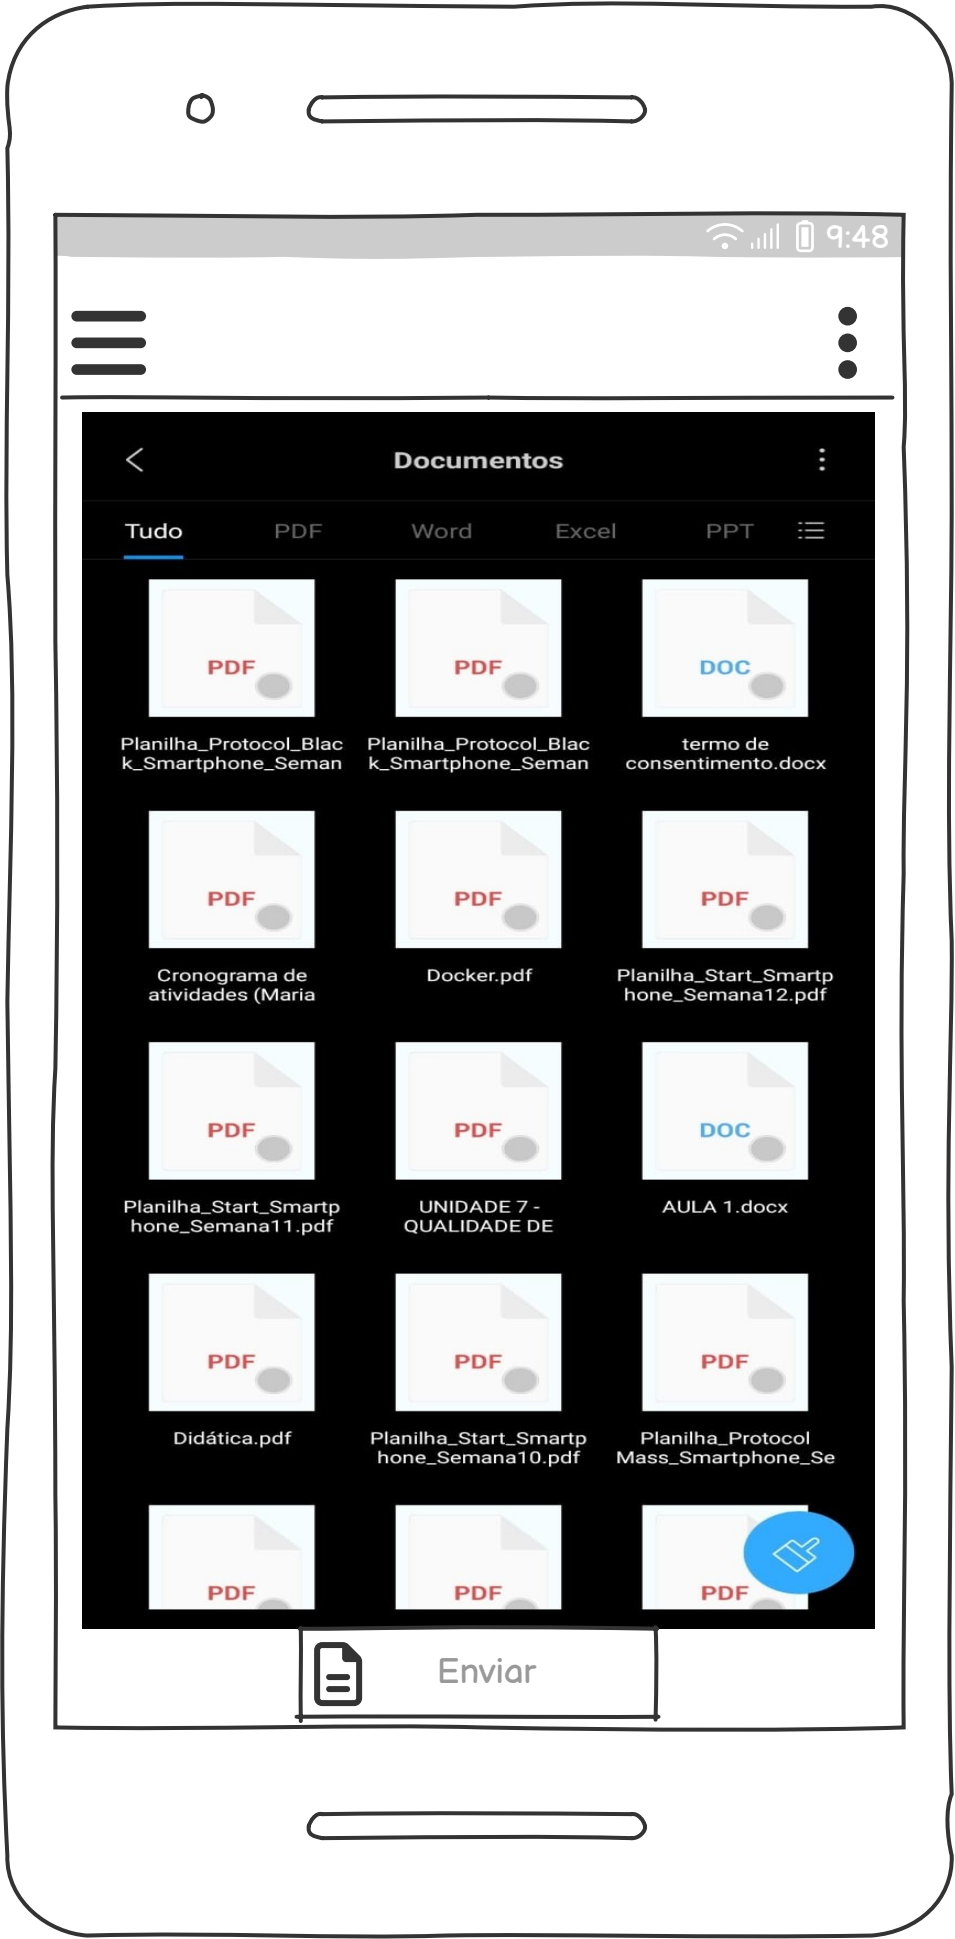 9:48
Documentos
Tudo PDF Word Excel PPT
PDF PDF DOC
Planilha_Protocol_Blac
k_Smartphone_Seman
Planilha_Protocol_Blac
k_Smartphone_Seman
termo de
consentimento.docx
PDF PDF PDF
Cronograma de
atividades (Maria
Docker.pdf
Planilha_Start_Smartp
hone_Semana12.pdf
PDF PDF DOC
Planilha_Start_Smartp
hone_Semana11.pdf
UNIDADE 7 -
QUALIDADE DE
AULA 1.docx
PDF PDF PDF
Didática.pdf
Planilha_Start_Smartp
hone_Semana10.pdf
Planilha_Protocol
Mass_Smartphone_Se
PDF PDF PDF
Enviar